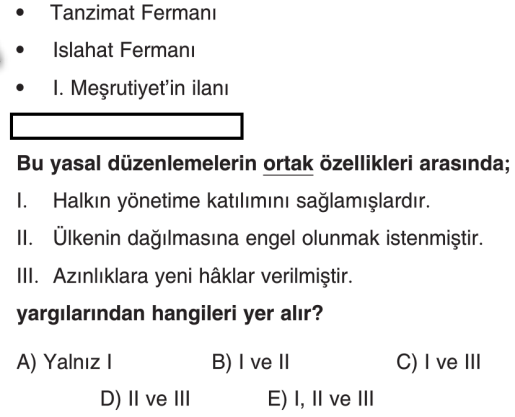 • Tanzimat Fermanı
• Islahat Fermanı
• I. Meşrutiyet'in ilanı
Bu yasal düzenlemelerin ortak özellikleri arasında;
I. Halkın yönetime katılımını sağlamışlardır.
II. Ülkenin dağılmasına engel olunmak istenmiştir.
III. Azınlıklara yeni hâklar verilmiştir.
yargılarından hangileri yer alır?
A) Yalnız I B) I ve II C) I ve III
D) II ve III E) I, II ve III